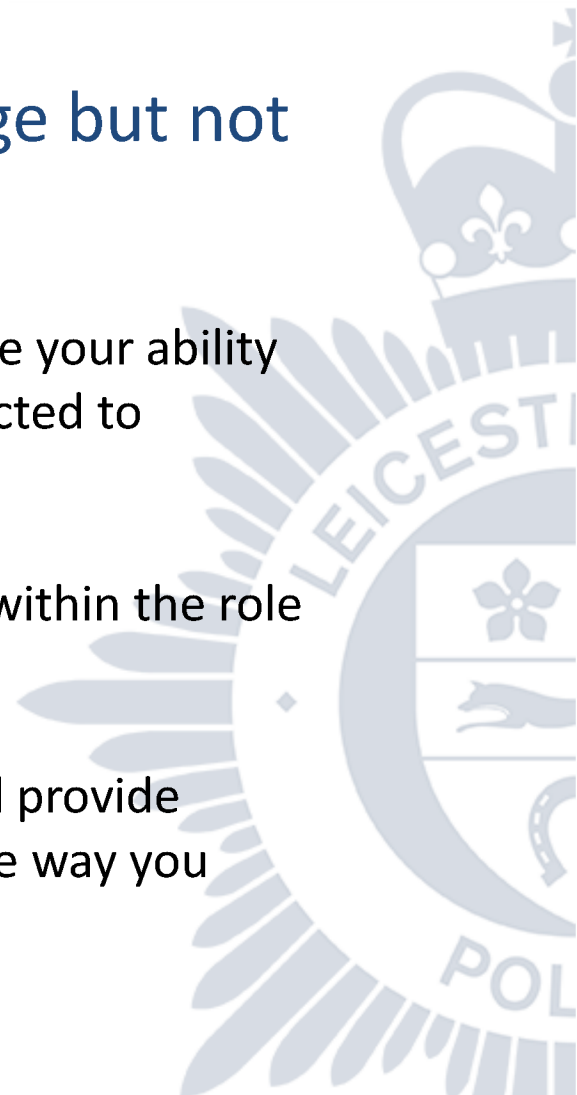 ge but not
e your ability
cted to
within the role
l provide
e way you
LEICEST
POL